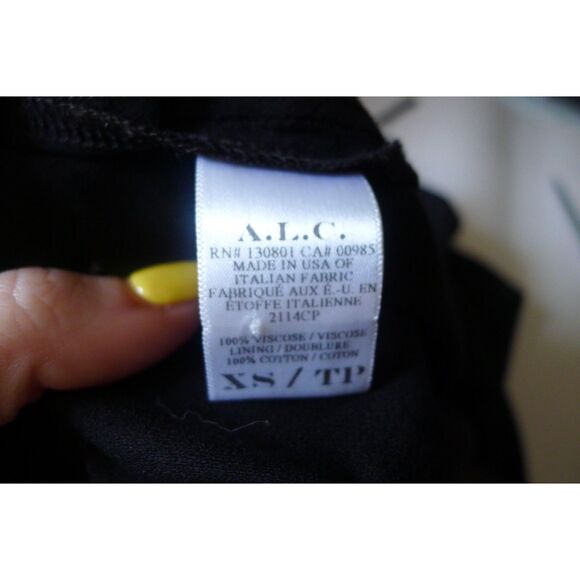 A.L.C.
RN# 130801 CA# 00985
MADE IN USA OF
ITALIAN FABRIC
FABRIQUÉ AUX É.-U. EN
ÉTOFFE ITALIENNE
2114CP
100% VISCOSE / VISCOSE
LINING / DOUBLURE
100% COTTON / COTON
XS / TP